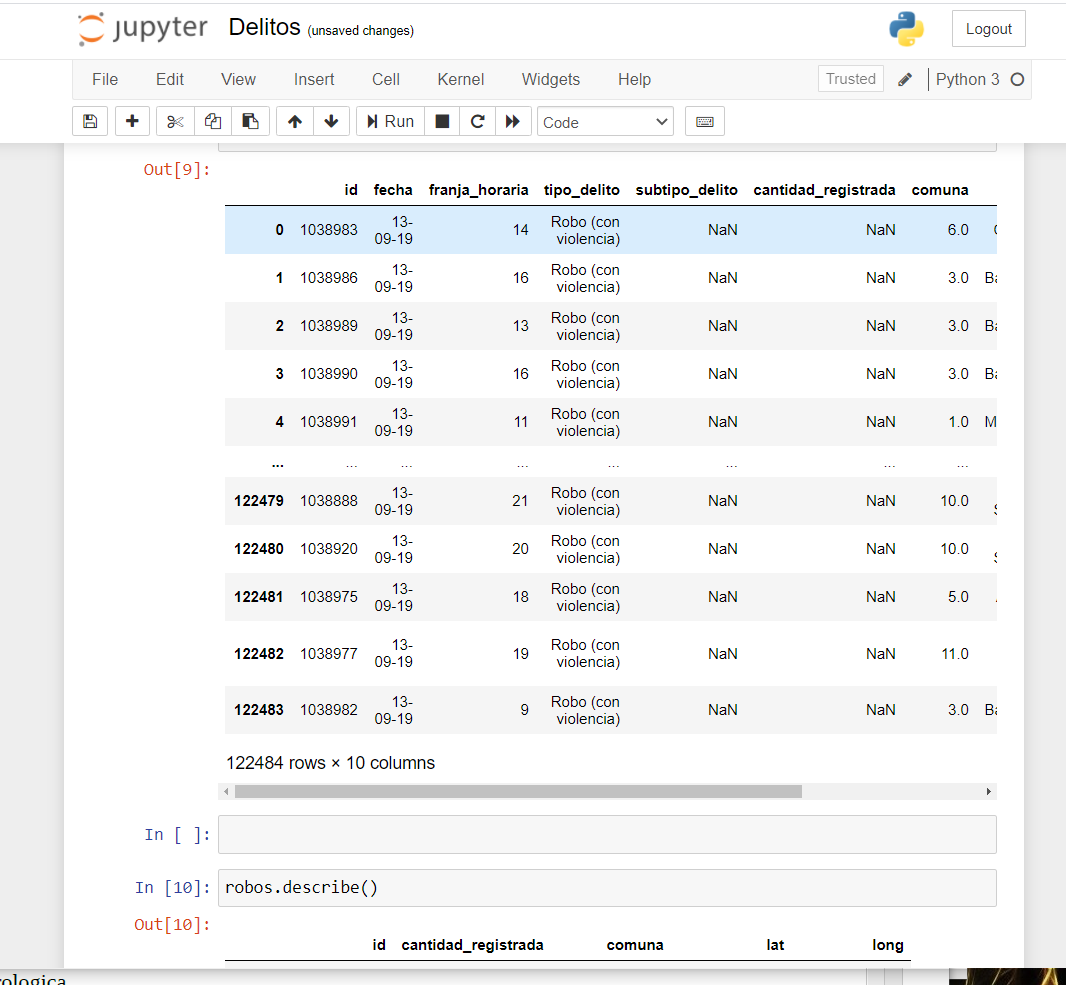 jupyter Delitos (unsaved changes) Logout
File Edit View Insert Cell Kernel Widgets Help Trusted Python 3
Run Code
Out[9]:
id fecha franja_horaria tipo_delito subtipo_delito cantidad_registrada comuna
0 1038983 13-09-19 14 Robo (con violencia) NaN NaN 6.0
1 1038986 13-09-19 16 Robo (con violencia) NaN NaN 3.0 Ba
2 1038989 13-09-19 13 Robo (con violencia) NaN NaN 3.0 Ba
3 1038990 13-09-19 16 Robo (con violencia) NaN NaN 3.0 Ba
4 1038991 13-09-19 11 Robo (con violencia) NaN NaN 1.0 M
... ... ... ... ... ... ... ...
122479 1038888 13-09-19 21 Robo (con violencia) NaN NaN 10.0
122480 1038920 13-09-19 20 Robo (con violencia) NaN NaN 10.0
122481 1038975 13-09-19 18 Robo (con violencia) NaN NaN 5.0
122482 1038977 13-09-19 19 Robo (con violencia) NaN NaN 11.0
122483 1038982 13-09-19 9 Robo (con violencia) NaN NaN 3.0 Ba
122484 rows × 10 columns
In [ ]:
In [10]: robos.describe()
Out[10]:
id cantidad_registrada comuna lat long